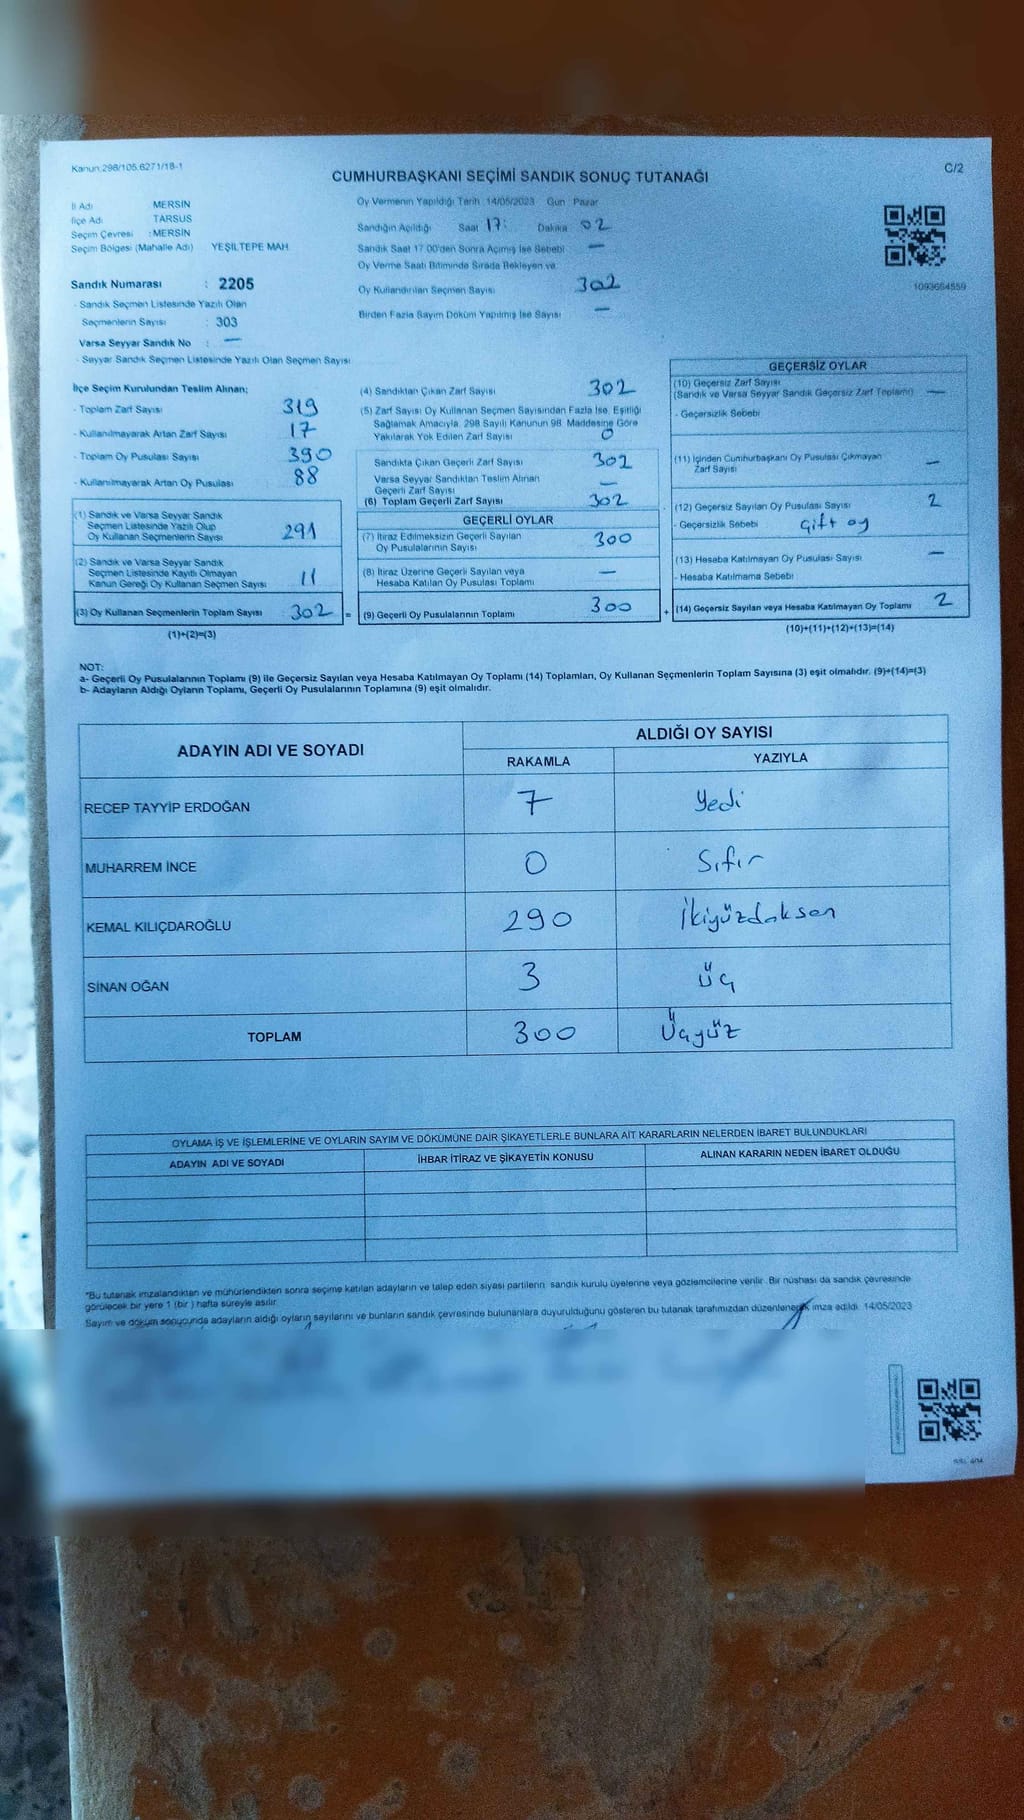 Kanun:298/105,6271/18-1
C/2
CUMHURBAŞKANI SEÇİMİ SANDIK SONUÇ TUTANAĞI
İl Adı MERSİN
İlçe Adı TARSUS
Seçim Çevresi : MERSİN
Seçim Bölgesi (Mahalle Adı) YEŞİLTEPE MAH.
Oy Vermenin Yapıldığı Tarih 14/05/2023 Gün Pazar
Sandığın Açıldığı Saat 17: Dakika 02
Sandık Saat 17 00'den Sonra Açımış İse Sebebi —
Oy Verme Saati Bitiminde Sırada Bekleyen ve
Oy Kullandırılan Seçmen Sayısı 302
Birden Fazla Sayım Döküm Yapılmış İse Sayısı —
1093664559
Sandık Numarası : 2205
- Sandık Seçmen Listesinde Yazılı Olan
Seçmenlerin Sayısı : 303
Varsa Seyyar Sandık No : —
- Seyyar Sandık Seçmen Listesinde Yazılı Olan Seçmen Sayısı
İlçe Seçim Kurulundan Teslim Alınan;
- Toplam Zarf Sayısı 319
- Kullanılmayarak Artan Zarf Sayısı 17
- Toplam Oy Pusulası Sayısı 390
- Kullanılmayarak Artan Oy Pusulası 88
(1) Sandık ve Varsa Seyyar Sandık
Seçmen Listesinde Yazılı Olup
Oy Kullanan Seçmenlerin Sayısı 291
(2) Sandık ve Varsa Seyyar Sandık
Seçmen Listesinde Kayıtlı Olmayan
Kanun Gereği Oy Kullanan Seçmen Sayısı 11
(3) Oy Kullanan Seçmenlerin Toplam Sayısı 302 =
(1)+(2)=(3)
(4) Sandıktan Çıkan Zarf Sayısı 302
(5) Zarf Sayısı Oy Kullanan Seçmen Sayısından Fazla İse, Eşitliği
Sağlamak Amacıyla, 298 Sayılı Kanunun 98. Maddesine Göre
Yakılarak Yok Edilen Zarf Sayısı 0
Sandıkta Çıkan Geçerli Zarf Sayısı 302
Varsa Seyyar Sandıktan Teslim Alınan
Geçerli Zarf Sayısı —
(6) Toplam Geçerli Zarf Sayısı 302
GEÇERLİ OYLAR
(7) İtiraz Edilmeksizin Geçerli Sayılan
Oy Pusulalarının Sayısı 300
(8) İtiraz Üzerine Geçerli Sayılan veya
Hesaba Katılan Oy Pusulası Toplamı —
(9) Geçerli Oy Pusulalarının Toplamı 300 +
GEÇERSİZ OYLAR
(10) Geçersiz Zarf Sayısı
(Sandık ve Varsa Seyyar Sandık Geçersiz Zarf Toplamı) —
- Geçersizlik Sebebi
(11) İçinden Cumhurbaşkanı Oy Pusulası Çıkmayan
Zarf Sayısı —
(12) Geçersiz Sayılan Oy Pusulası Sayısı 2
- Geçersizlik Sebebi Çift oy
(13) Hesaba Katılmayan Oy Pusulası Sayısı —
- Hesaba Katılmama Sebebi
(14) Geçersiz Sayılan veya Hesaba Katılmayan Oy Toplamı 2
(10)+(11)+(12)+(13)=(14)
NOT:
a- Geçerli Oy Pusulalarının Toplamı (9) ile Geçersiz Sayılan veya Hesaba Katılmayan Oy Toplamı (14) Toplamları, Oy Kullanan Seçmenlerin Toplam Sayısına (3) eşit olmalıdır. (9)+(14)=(3)
b- Adayların Aldığı Oyların Toplamı, Geçerli Oy Pusulalarının Toplamına (9) eşit olmalıdır.
ADAYIN ADI VE SOYADI ALDIĞI OY SAYISI
RAKAMLA YAZIYLA
RECEP TAYYİP ERDOĞAN 7 Yedi
MUHARREM İNCE 0 Sıfır
KEMAL KILIÇDAROĞLU 290 İkiyüzdoksan
SİNAN OĞAN 3 üç
TOPLAM 300 Üçyüz
OYLAMA İŞ VE İŞLEMLERİNE VE OYLARIN SAYIM VE DÖKÜMÜNE DAİR ŞİKAYETLERLE BUNLARA AİT KARARLARIN NELERDEN İBARET BULUNDUKLARI
ADAYIN ADI VE SOYADI İHBAR İTİRAZ VE ŞİKAYETİN KONUSU ALINAN KARARIN NEDEN İBARET OLDUĞU
*Bu tutanak imzalandıktan ve mühürlendikten sonra seçime katılan adayların ve talep eden siyasi partilerin, sandık kurulu üyelerine veya gözlemcilerine verilir. Bir nüshası da sandık çevresinde
görülecek bir yere 1 (bir ) hafta süreyle asılır.
Sayım ve döküm sonucunda adayların aldığı oyların sayılarını ve bunların sandık çevresinde bulunanlara duyurulduğunu gösteren bu tutanak tarafımızdan düzenlenerek imza edildi. 14/05/2023